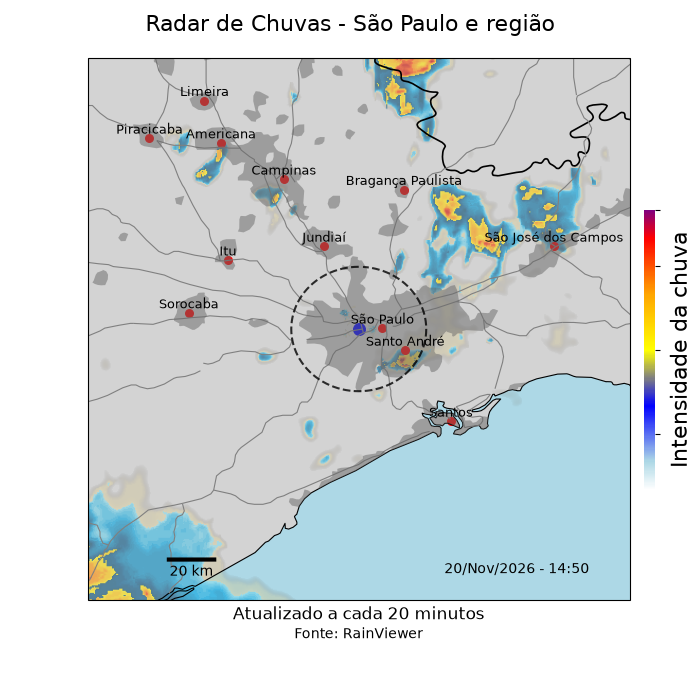 Radar de Chuvas - São Paulo e região
Limeira
Piracicaba
Americana
Campinas
Bragança Paulista
Jundiaí
São José dos Campos
Itu
Sorocaba
São Paulo
Santo André
Santos
Intensidade da chuva
20 km
20/Nov/2026 - 14:50
Atualizado a cada 20 minutos
Fonte: RainViewer